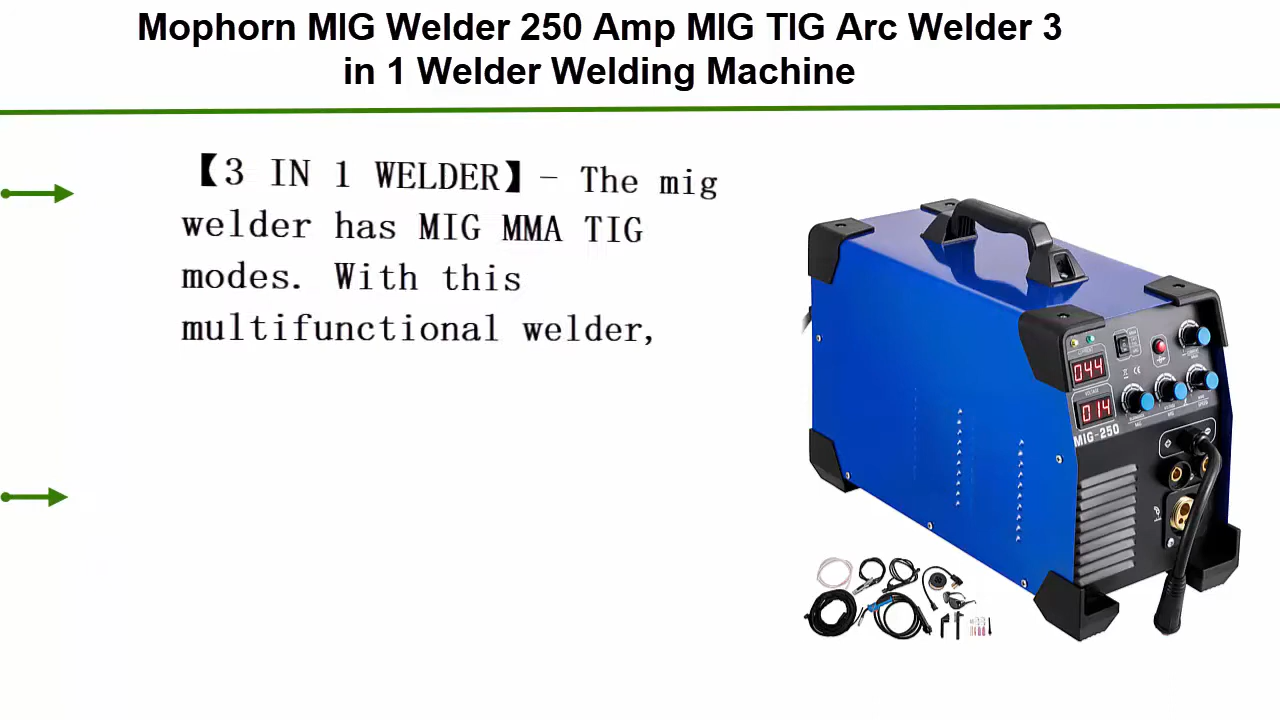 Mophorn MIG Welder 250 Amp MIG TIG Arc Welder 3
in 1 Welder Welding Machine
【3 IN 1 WELDER】- The mig
welder has MIG MMA TIG
modes. With this
multifunctional welder,
044
014
MIG-250